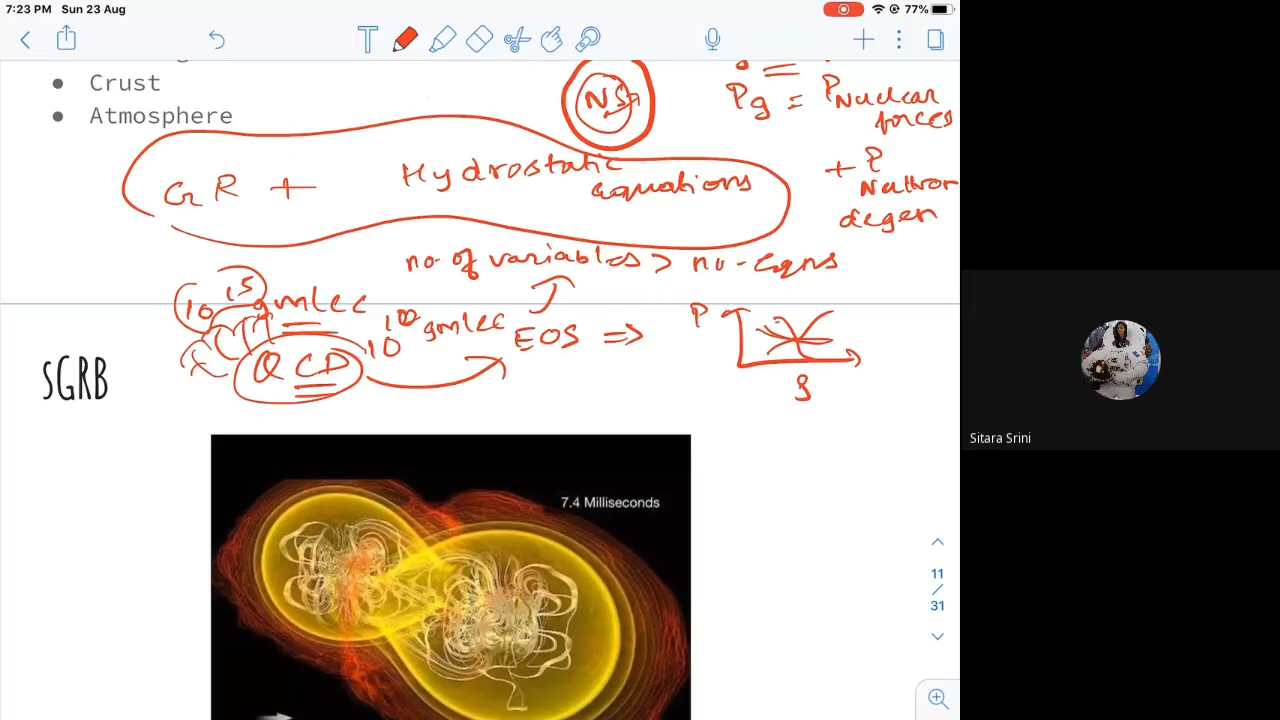 7:23 PM Sun 23 Aug
77%
T
Crust
Atmosphere
NS
Pg = PNuclear
forces
+ P
Neutron
degen
GR + Hydrostatic
equations
no. of variables > no. eqns
10 15 gm/cc
10 10 gm/cc
QCD
EOS ⇒
P
ρ
SGRB
7.4 Milliseconds
11
/
31
Sitara Srini